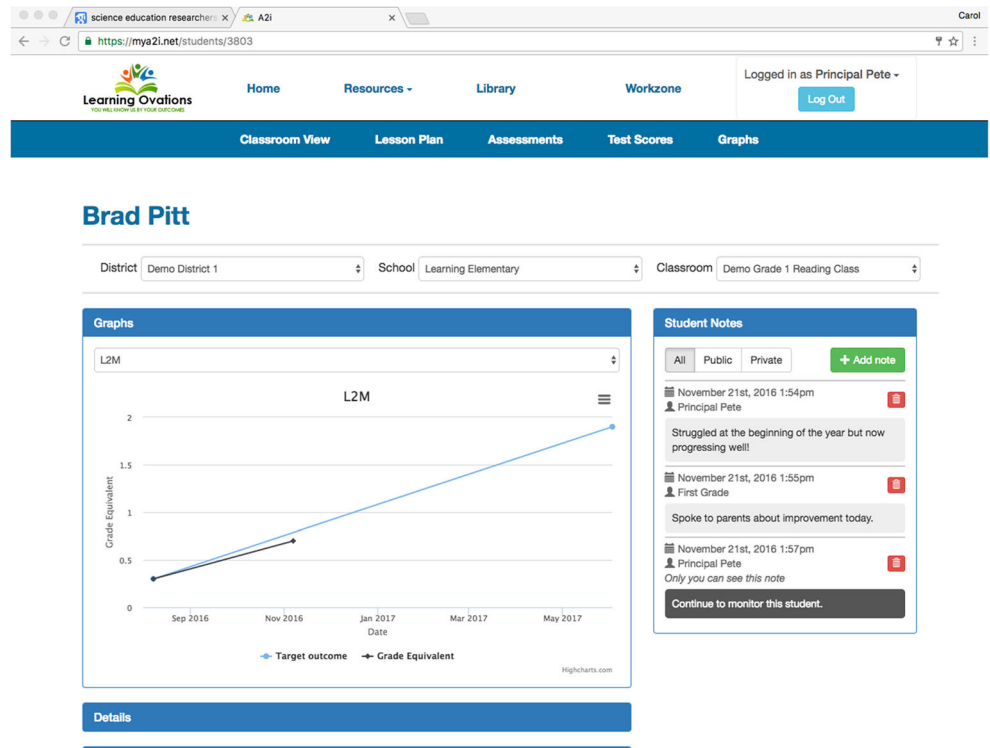 science education researchers
A2i
Carol
https://mya2i.net/students/3803
Learning Ovations
YOU WILL KNOW US BY YOUR OUTCOMES
Home
Resources
Library
Workzone
Logged in as Principal Pete
Log Out
Classroom View
Lesson Plan
Assessments
Test Scores
Graphs
Brad Pitt
District
Demo District 1
School
Learning Elementary
Classroom
Demo Grade 1 Reading Class
Graphs
L2M
L2M
Grade Equivalent
2
1.5
1
0.5
0
Sep 2016
Nov 2016
Jan 2017
Mar 2017
May 2017
Date
Target outcome
Grade Equivalent
Highcharts.com
Details
Student Notes
All
Public
Private
+ Add note
November 21st, 2016 1:54pm
Principal Pete
Struggled at the beginning of the year but now
progressing well!
November 21st, 2016 1:55pm
First Grade
Spoke to parents about improvement today.
November 21st, 2016 1:57pm
Principal Pete
Only you can see this note
Continue to monitor this student.